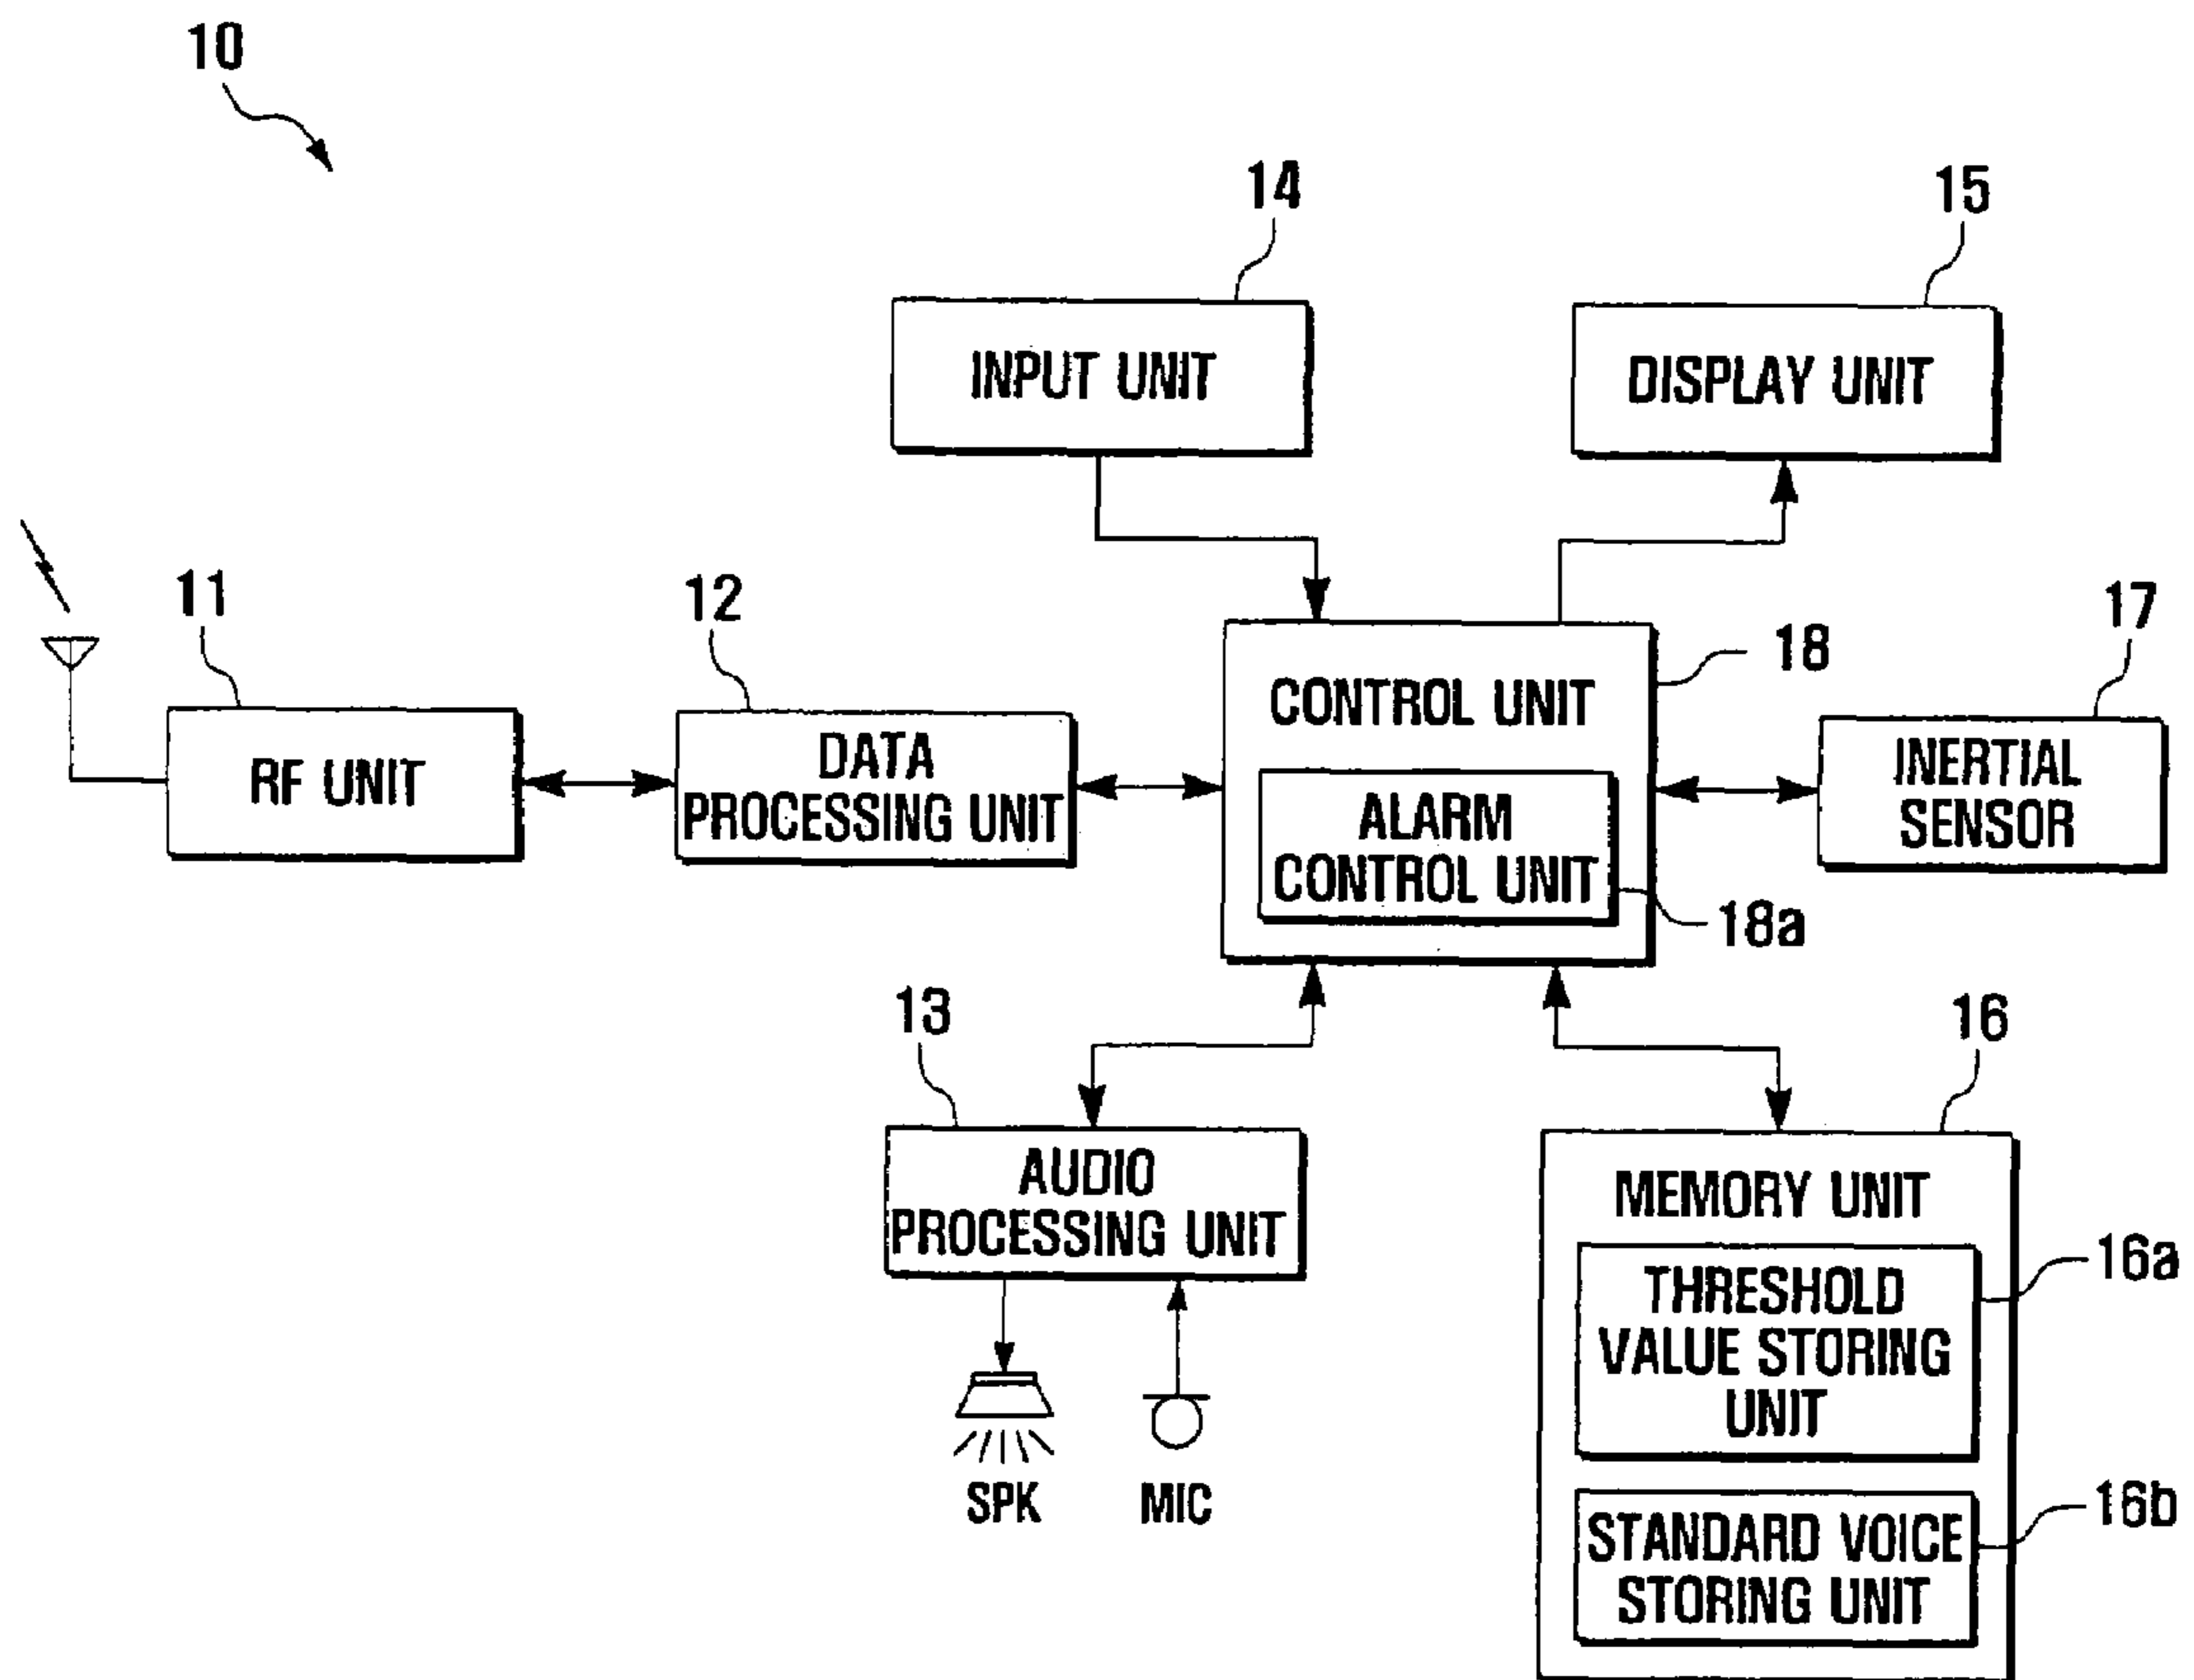 10
14
15
INPUT UNIT
DISPLAY UNIT
11
12
18
17
RF UNIT
DATA
PROCESSING UNIT
CONTROL UNIT
ALARM
CONTROL UNIT
18a
INERTIAL
SENSOR
13
16
AUDIO
PROCESSING UNIT
SPK
MIC
MEMORY UNIT
THRESHOLD
VALUE STORING
UNIT
16a
STANDARD VOICE
STORING UNIT
16b